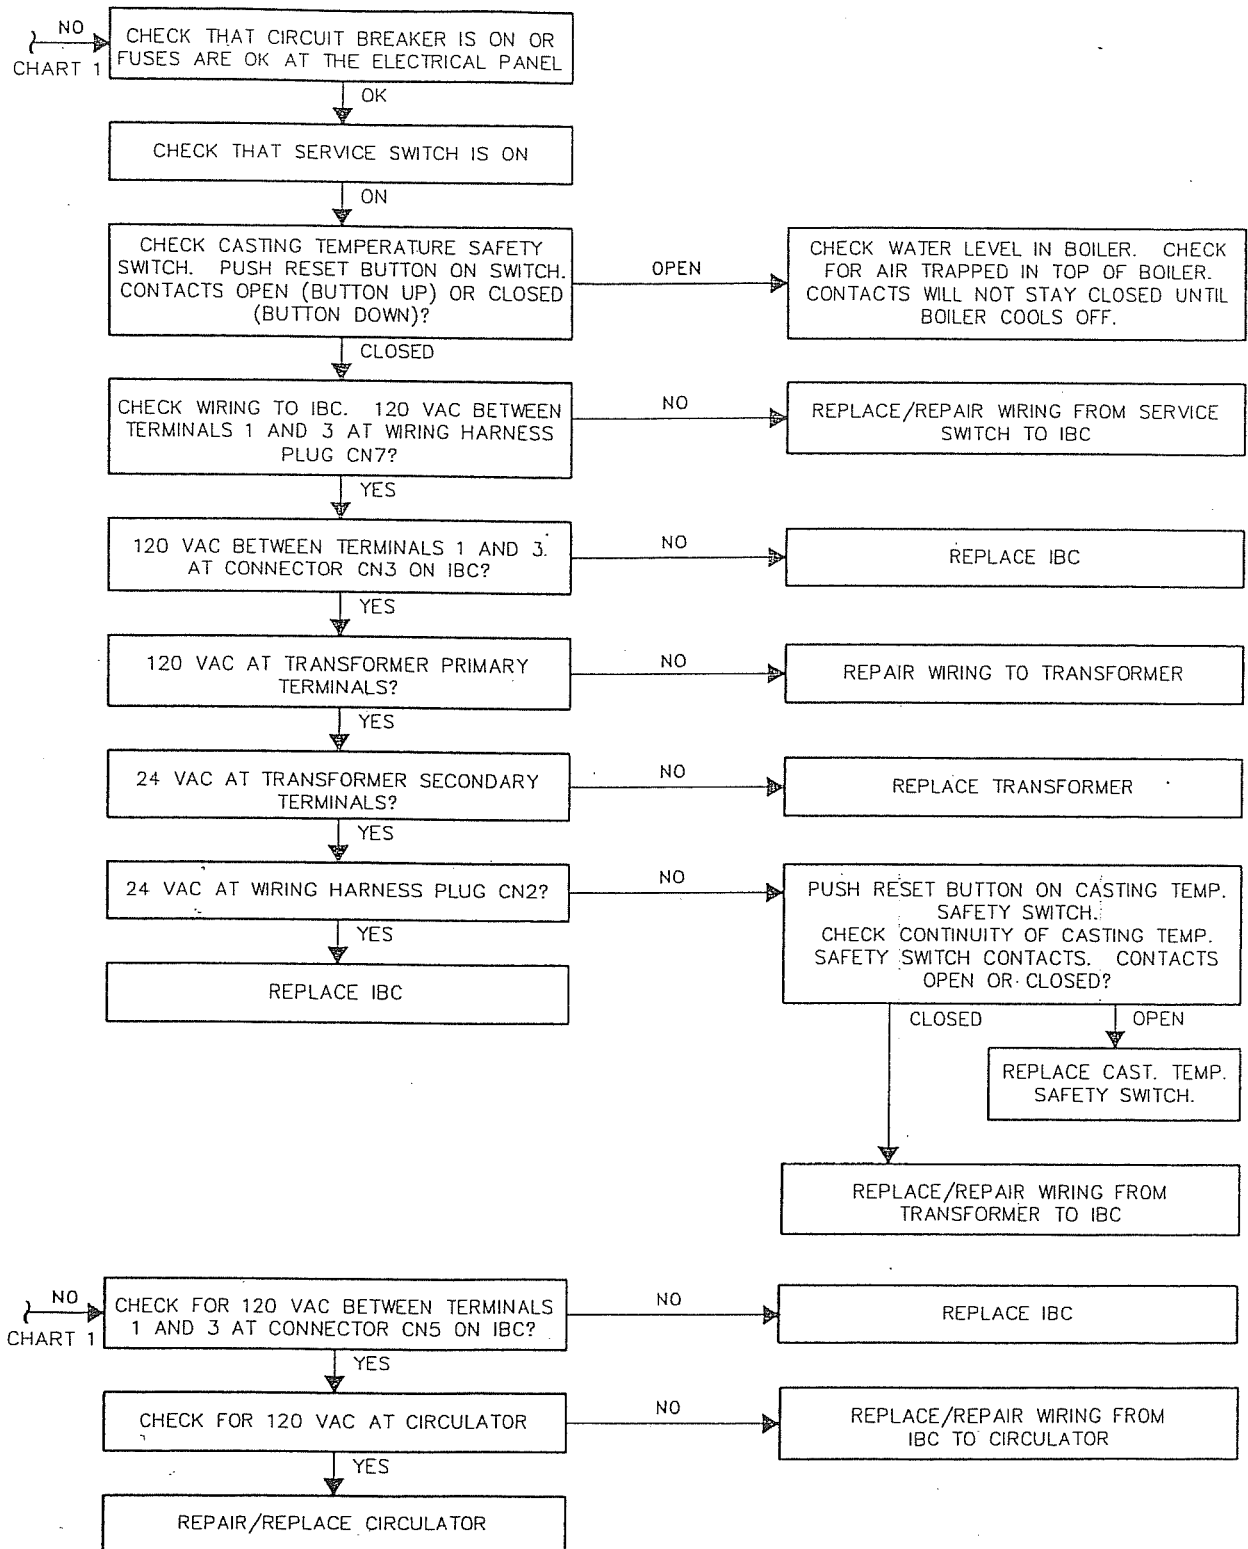 NO
CHART 1
CHECK THAT CIRCUIT BREAKER IS ON OR
FUSES ARE OK AT THE ELECTRICAL PANEL
OK
CHECK THAT SERVICE SWITCH IS ON
ON
CHECK CASTING TEMPERATURE SAFETY
SWITCH. PUSH RESET BUTTON ON SWITCH.
CONTACTS OPEN (BUTTON UP) OR CLOSED
(BUTTON DOWN)?
OPEN
CHECK WATER LEVEL IN BOILER. CHECK
FOR AIR TRAPPED IN TOP OF BOILER.
CONTACTS WILL NOT STAY CLOSED UNTIL
BOILER COOLS OFF.
CLOSED
CHECK WIRING TO IBC. 120 VAC BETWEEN
TERMINALS 1 AND 3 AT WIRING HARNESS
PLUG CN7?
NO
REPLACE/REPAIR WIRING FROM SERVICE
SWITCH TO IBC
YES
120 VAC BETWEEN TERMINALS 1 AND 3.
AT CONNECTOR CN3 ON IBC?
NO
REPLACE IBC
YES
120 VAC AT TRANSFORMER PRIMARY
TERMINALS?
NO
REPAIR WIRING TO TRANSFORMER
YES
24 VAC AT TRANSFORMER SECONDARY
TERMINALS?
NO
REPLACE TRANSFORMER
YES
24 VAC AT WIRING HARNESS PLUG CN2?
NO
PUSH RESET BUTTON ON CASTING TEMP.
SAFETY SWITCH.
CHECK CONTINUITY OF CASTING TEMP.
SAFETY SWITCH CONTACTS. CONTACTS
OPEN OR CLOSED?
YES
REPLACE IBC
CLOSED
OPEN
REPLACE CAST. TEMP.
SAFETY SWITCH.
REPLACE/REPAIR WIRING FROM
TRANSFORMER TO IBC
NO
CHART 1
CHECK FOR 120 VAC BETWEEN TERMINALS
1 AND 3 AT CONNECTOR CN5 ON IBC?
NO
REPLACE IBC
YES
CHECK FOR 120 VAC AT CIRCULATOR
NO
REPLACE/REPAIR WIRING FROM
IBC TO CIRCULATOR
YES
REPAIR/REPLACE CIRCULATOR